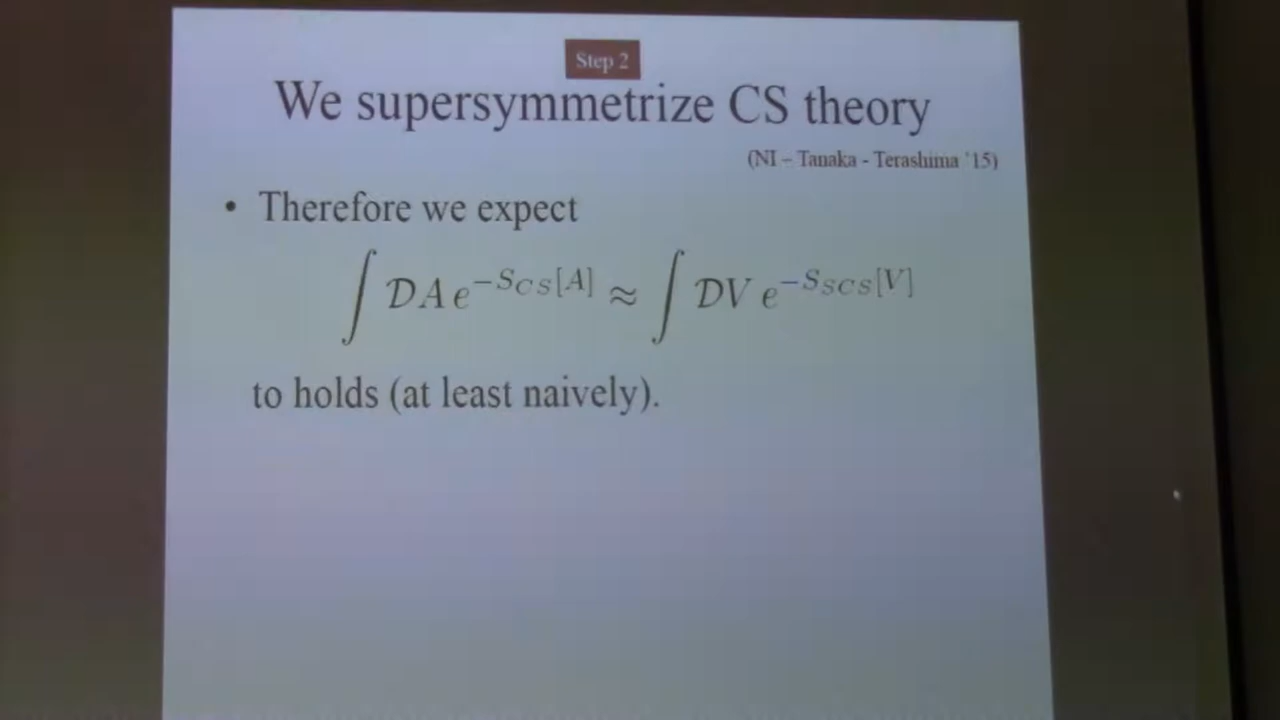 Step 2
We supersymmetrize CS theory
(NI – Tanaka - Terashima '15)
• Therefore we expect
∫ 𝒟A e^{-S_{CS}[A]} ≈ ∫ 𝒟V e^{-S_{SCS}[V]}
to holds (at least naively).